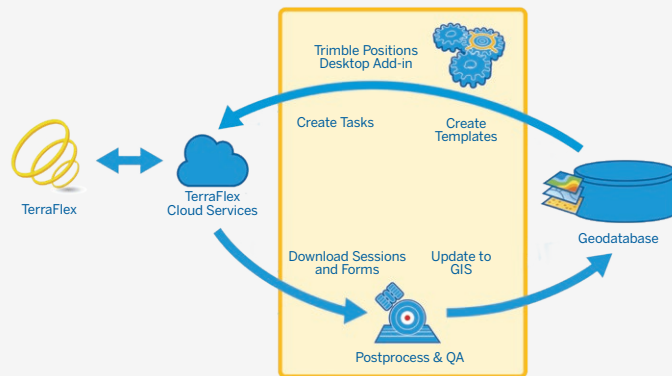 Trimble Positions
Desktop Add-in
Create Tasks
Create
Templates
TerraFlex
TerraFlex
Cloud Services
Geodatabase
Download Sessions
and Forms
Update to
GIS
Postprocess & QA